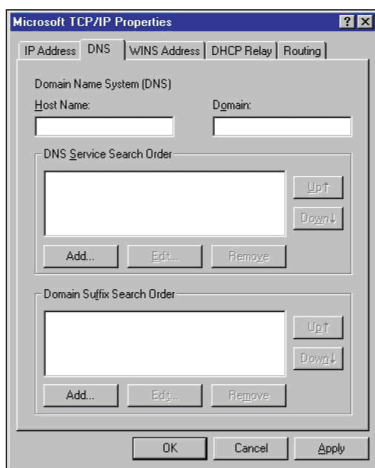 Microsoft TCP/IP Properties ? ×
IP Address DNS WINS Address DHCP Relay Routing
Domain Name System (DNS)
Host Name: Domain:
DNS Service Search Order
Up↑
Down↓
Add... Edit... Remove
Domain Suffix Search Order
Up↑
Down↓
Add... Edit... Remove
OK Cancel Apply